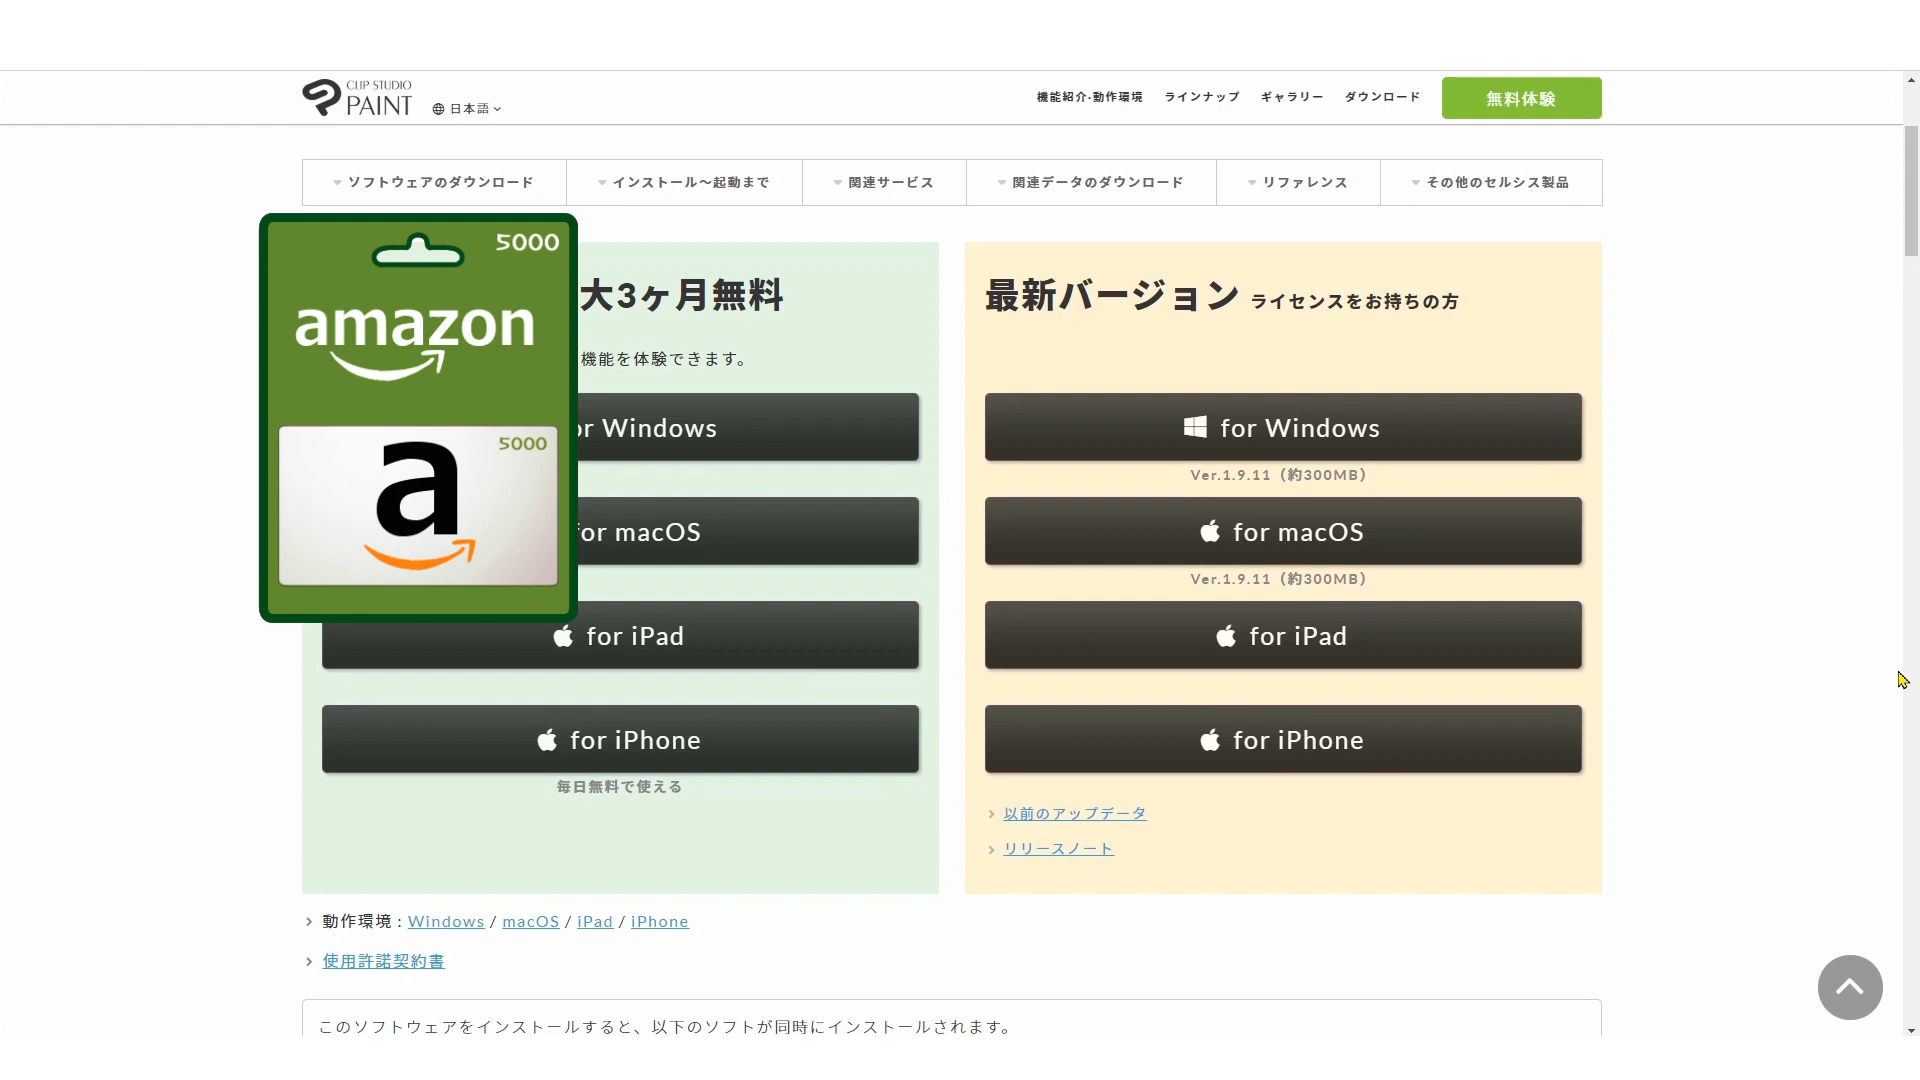 CLIP STUDIO
PAINT
日本語
機能紹介・動作環境
ラインナップ
ギャラリー
ダウンロード
無料体験
ソフトウェアのダウンロード
インストール～起動まで
関連サービス
関連データのダウンロード
リファレンス
その他のセルシス製品
5000
amazon
5000
a
大3ヶ月無料
機能を体験できます。
or Windows
for macOS
for iPad
for iPhone
毎日無料で使える
最新バージョン ライセンスをお持ちの方
for Windows
Ver.1.9.11（約300MB）
for macOS
Ver.1.9.11（約300MB）
for iPad
for iPhone
以前のアップデータ
リリースノート
動作環境 : Windows / macOS / iPad / iPhone
使用許諾契約書
このソフトウェアをインストールすると、以下のソフトが同時にインストールされます。